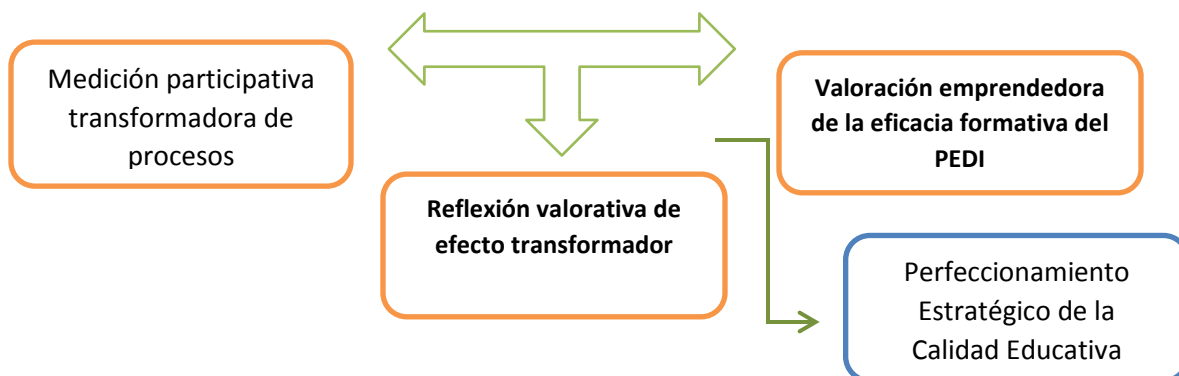 Medición participativa
transformadora de
procesos
Valoración emprendedora
de la eficacia formativa del
PEDI
Reflexión valorativa de
efecto transformador
Perfeccionamiento
Estratégico de la
Calidad Educativa